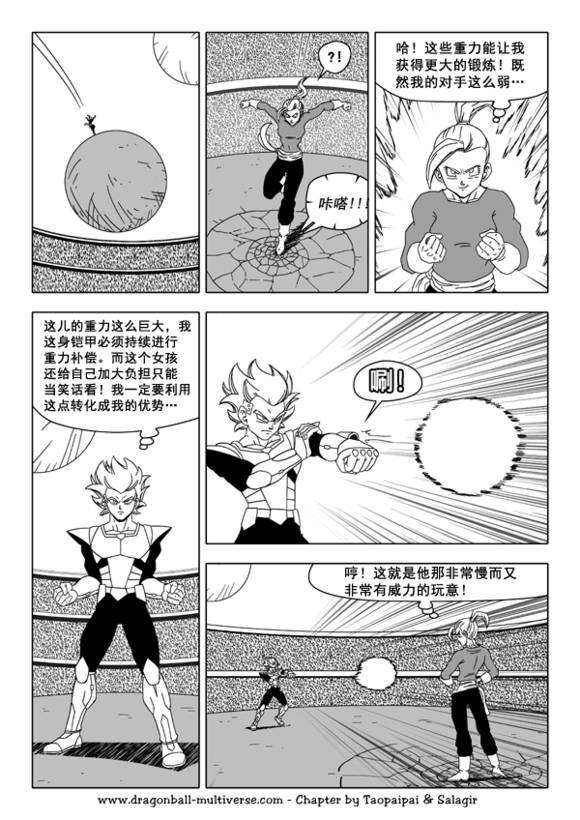 ?!
咔嗒!!!
哈！这些重力能让我
获得更大的锻炼！既
然我的对手这么弱…
这儿的重力这么巨大，我
这身铠甲必须持续进行
重力补偿。而这个女孩
还给自己加大负担只能
当笑话看！我一定要利用
这点转化成我的优势…
唰！
哼！这就是他那非常慢而又
非常有威力的玩意！
www.dragonball-multiverse.com - Chapter by Taopaipai & Salagir